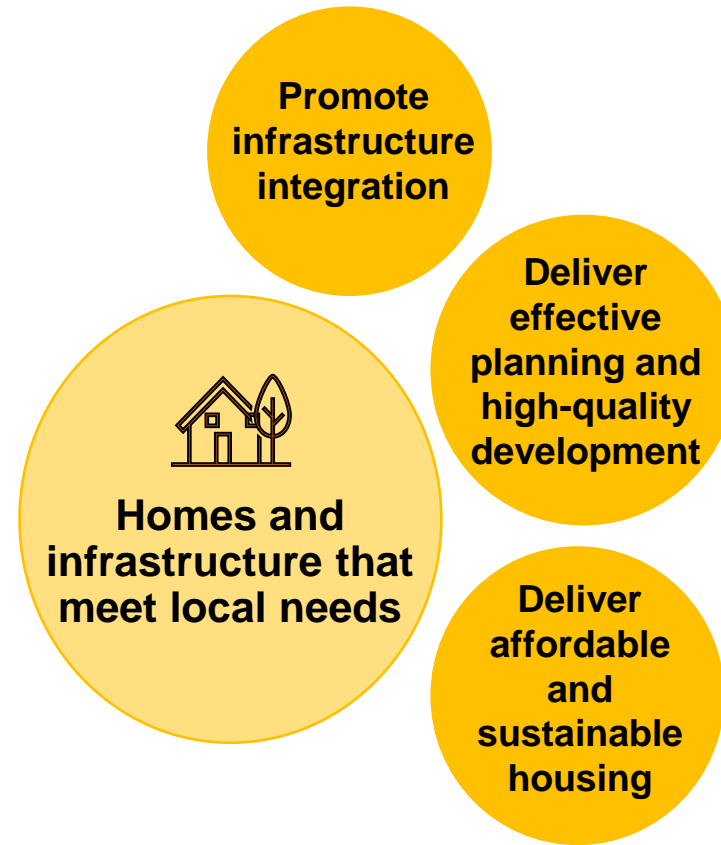 Promote
infrastructure
integration
Deliver
effective
planning and
high-quality
development
Homes and
infrastructure that
meet local needs
Deliver
affordable
and
sustainable
housing